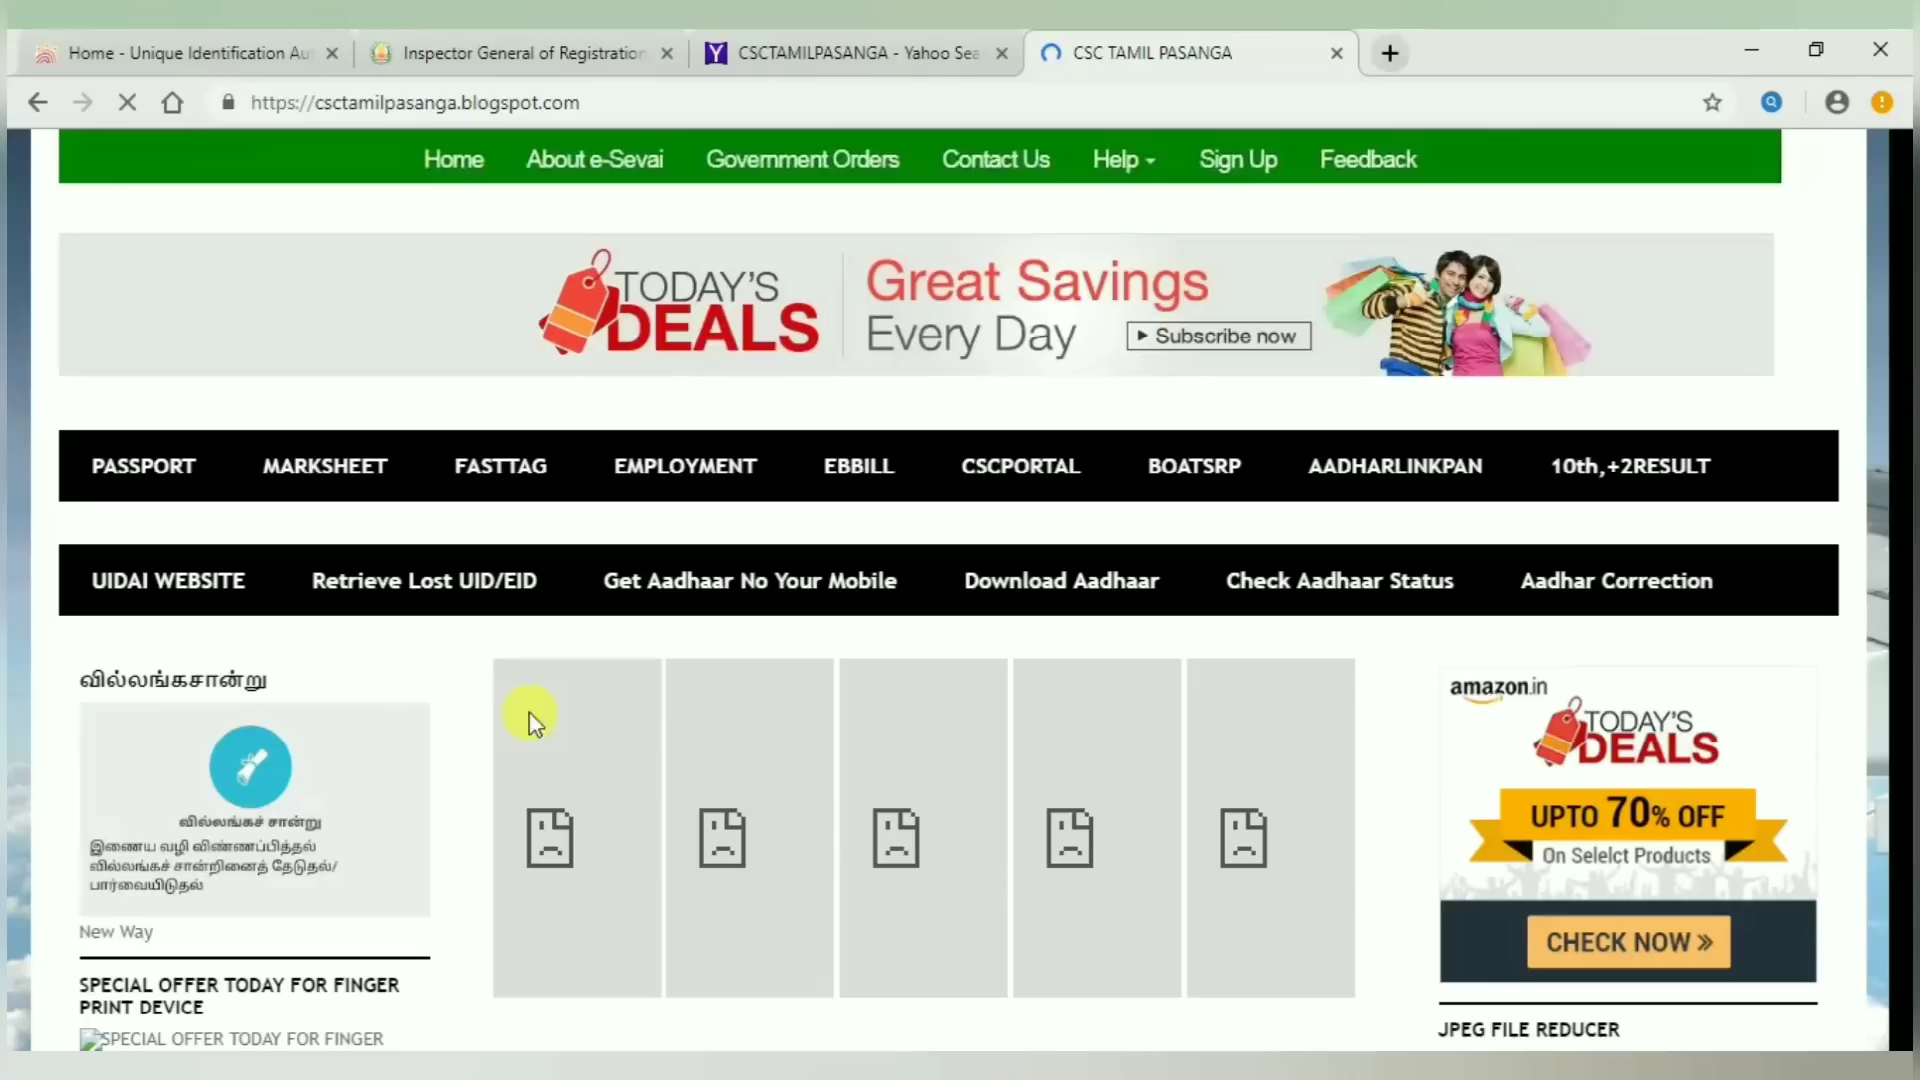 Home - Unique Identification Au
Inspector General of Registration
CSCTAMILPASANGA - Yahoo Sea
CSC TAMIL PASANGA
https://csctamilpasanga.blogspot.com
Home About e-Sevai Government Orders Contact Us Help Sign Up Feedback
TODAY'S
DEALS
Great Savings
Every Day
Subscribe now
PASSPORT MARKSHEET FASTTAG EMPLOYMENT EBBILL CSCPORTAL BOATSRP AADHARLINKPAN 10th,+2RESULT
UIDAI WEBSITE Retrieve Lost UID/EID Get Aadhaar No Your Mobile Download Aadhaar Check Aadhaar Status Aadhar Correction
வில்லங்கசான்று
வில்லங்கச் சான்று
இணைய வழி விண்ணப்பித்தல்
வில்லங்கச் சான்றினைத் தேடுதல்/
பார்வையிடுதல்
New Way
SPECIAL OFFER TODAY FOR FINGER
PRINT DEVICE
SPECIAL OFFER TODAY FOR FINGER
amazon.in
TODAY'S
DEALS
UPTO 70% OFF
On Selelct Products
CHECK NOW »
JPEG FILE REDUCER